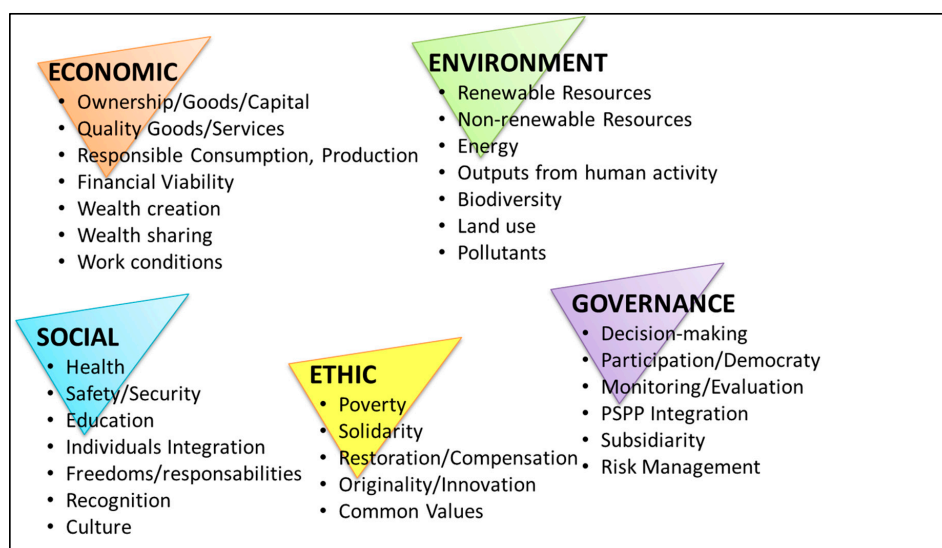 ECONOMIC
• Ownership/Goods/Capital
• Quality Goods/Services
• Responsible Consumption, Production
• Financial Viability
• Wealth creation
• Wealth sharing
• Work conditions
ENVIRONMENT
• Renewable Resources
• Non-renewable Resources
• Energy
• Outputs from human activity
• Biodiversity
• Land use
• Pollutants
SOCIAL
• Health
• Safety/Security
• Education
• Individuals Integration
• Freedoms/responsabilities
• Recognition
• Culture
ETHIC
• Poverty
• Solidarity
• Restoration/Compensation
• Originality/Innovation
• Common Values
GOVERNANCE
• Decision-making
• Participation/Democraty
• Monitoring/Evaluation
• PSPP Integration
• Subsidiarity
• Risk Management